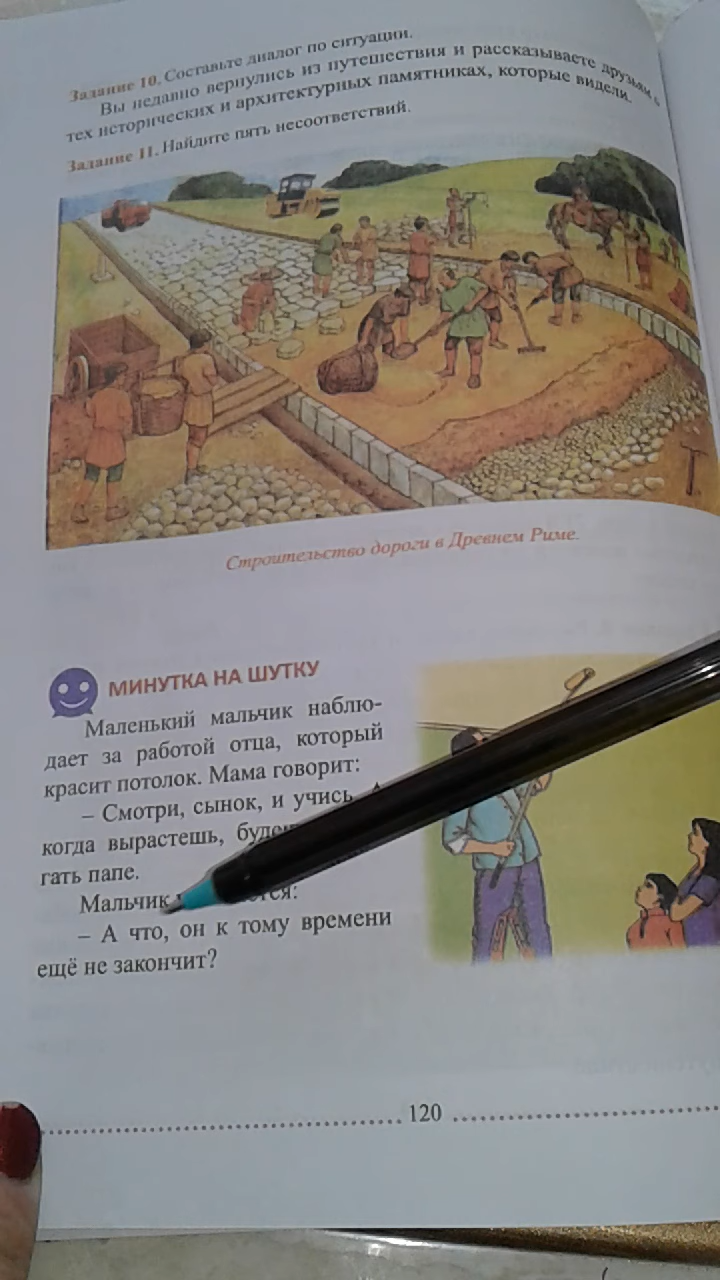 Задание 10. Составьте диалог по ситуации.
Вы недавно вернулись из путешествия и рассказываете друзьям о
тех исторических и архитектурных памятниках, которые видели.
Задание 11. Найдите пять несоответствий.
Строительство дороги в Древнем Риме.
МИНУТКА НА ШУТКУ
Маленький мальчик наблю-
дает за работой отца, который
красит потолок. Мама говорит:
– Смотри, сынок, и учись. А
когда вырастешь,
гать папе.
Мальчик
– А что, он к тому времени
ещё не закончит?
120